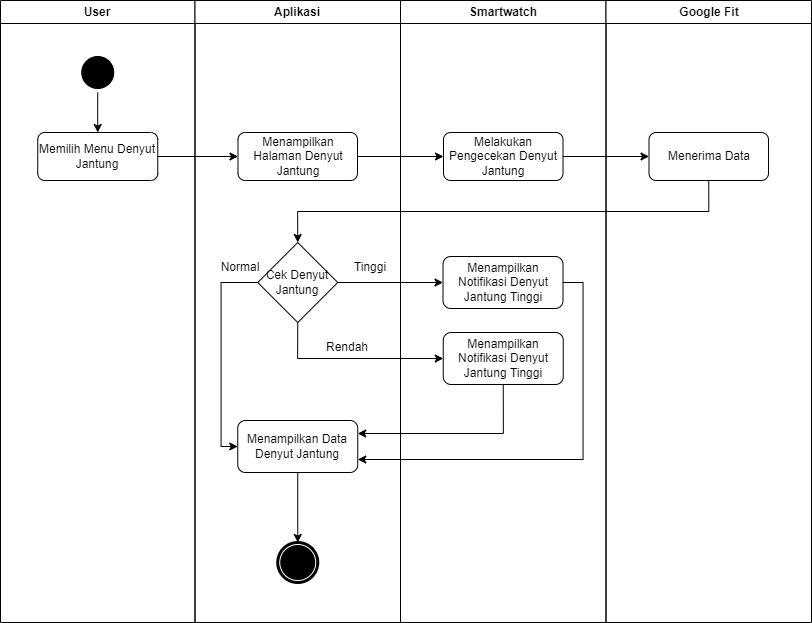 User
Aplikasi
Smartwatch
Google Fit
Memilih Menu Denyut
Jantung
Menampilkan
Halaman Denyut
Jantung
Melakukan
Pengecekan Denyut
Jantung
Menerima Data
Normal
Cek Denyut
Jantung
Tinggi
Menampilkan
Notifikasi Denyut
Jantung Tinggi
Rendah
Menampilkan
Notifikasi Denyut
Jantung Tinggi
Menampilkan Data
Denyut Jantung